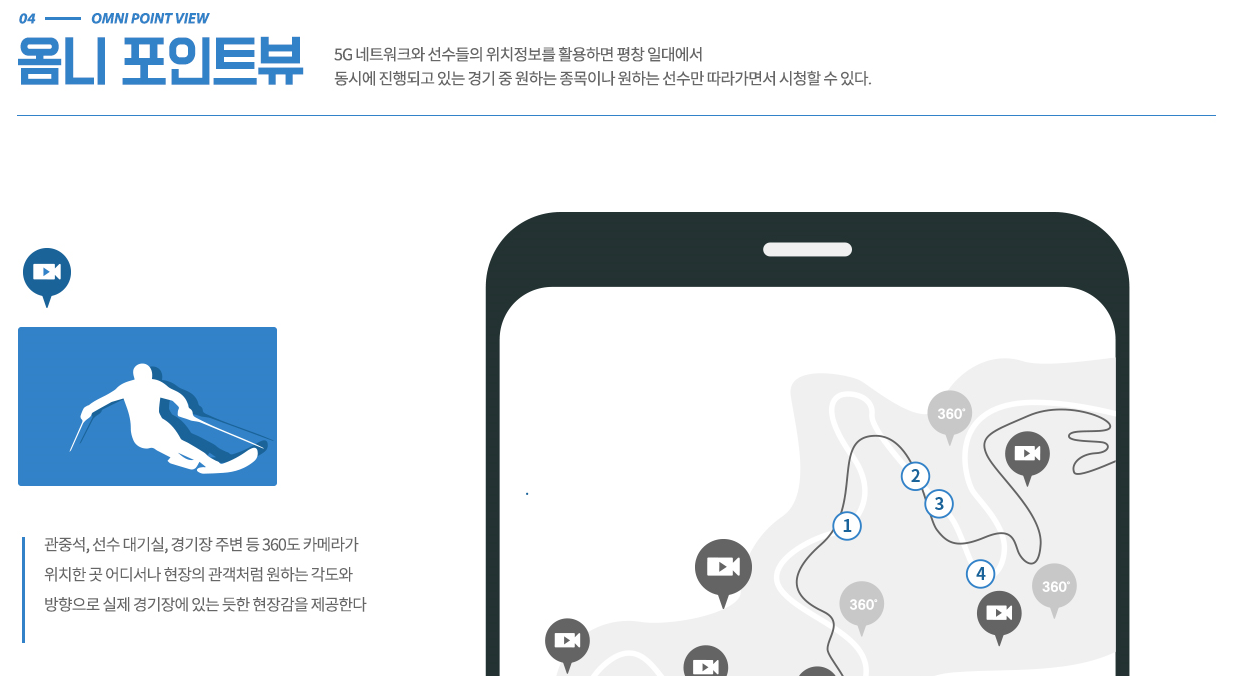 04 OMNI POINT VIEW
옴니 포인트뷰
5G 네트워크와 선수들의 위치정보를 활용하면 평창 일대에서
동시에 진행되고 있는 경기 중 원하는 종목이나 원하는 선수만 따라가면서 시청할 수 있다.
관중석, 선수 대기실, 경기장 주변 등 360도 카메라가
위치한 곳 어디서나 현장의 관객처럼 원하는 각도와
방향으로 실제 경기장에 있는 듯한 현장감을 제공한다
360°
2
3
1
4
360°
360°